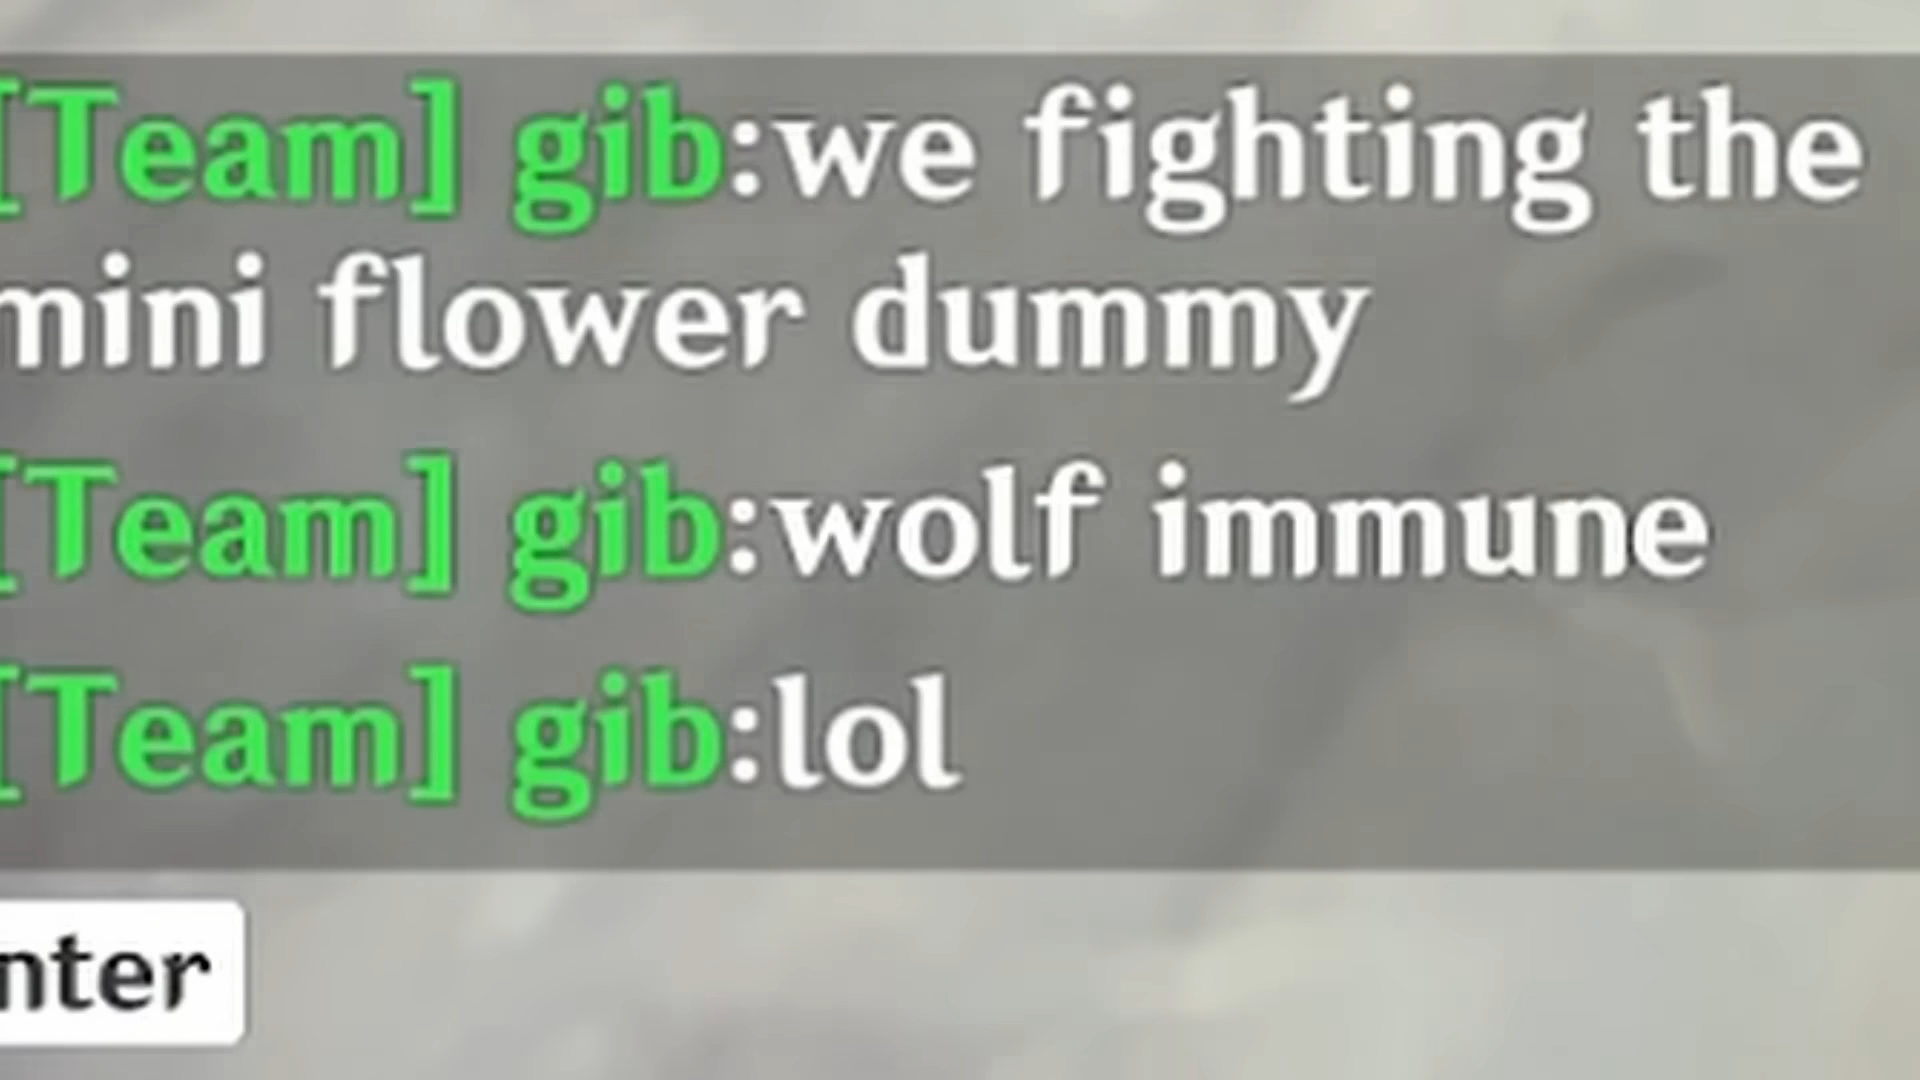 [Team] gib:we fighting the
mini flower dummy
[Team] gib:wolf immune
[Team] gib:lol
nter